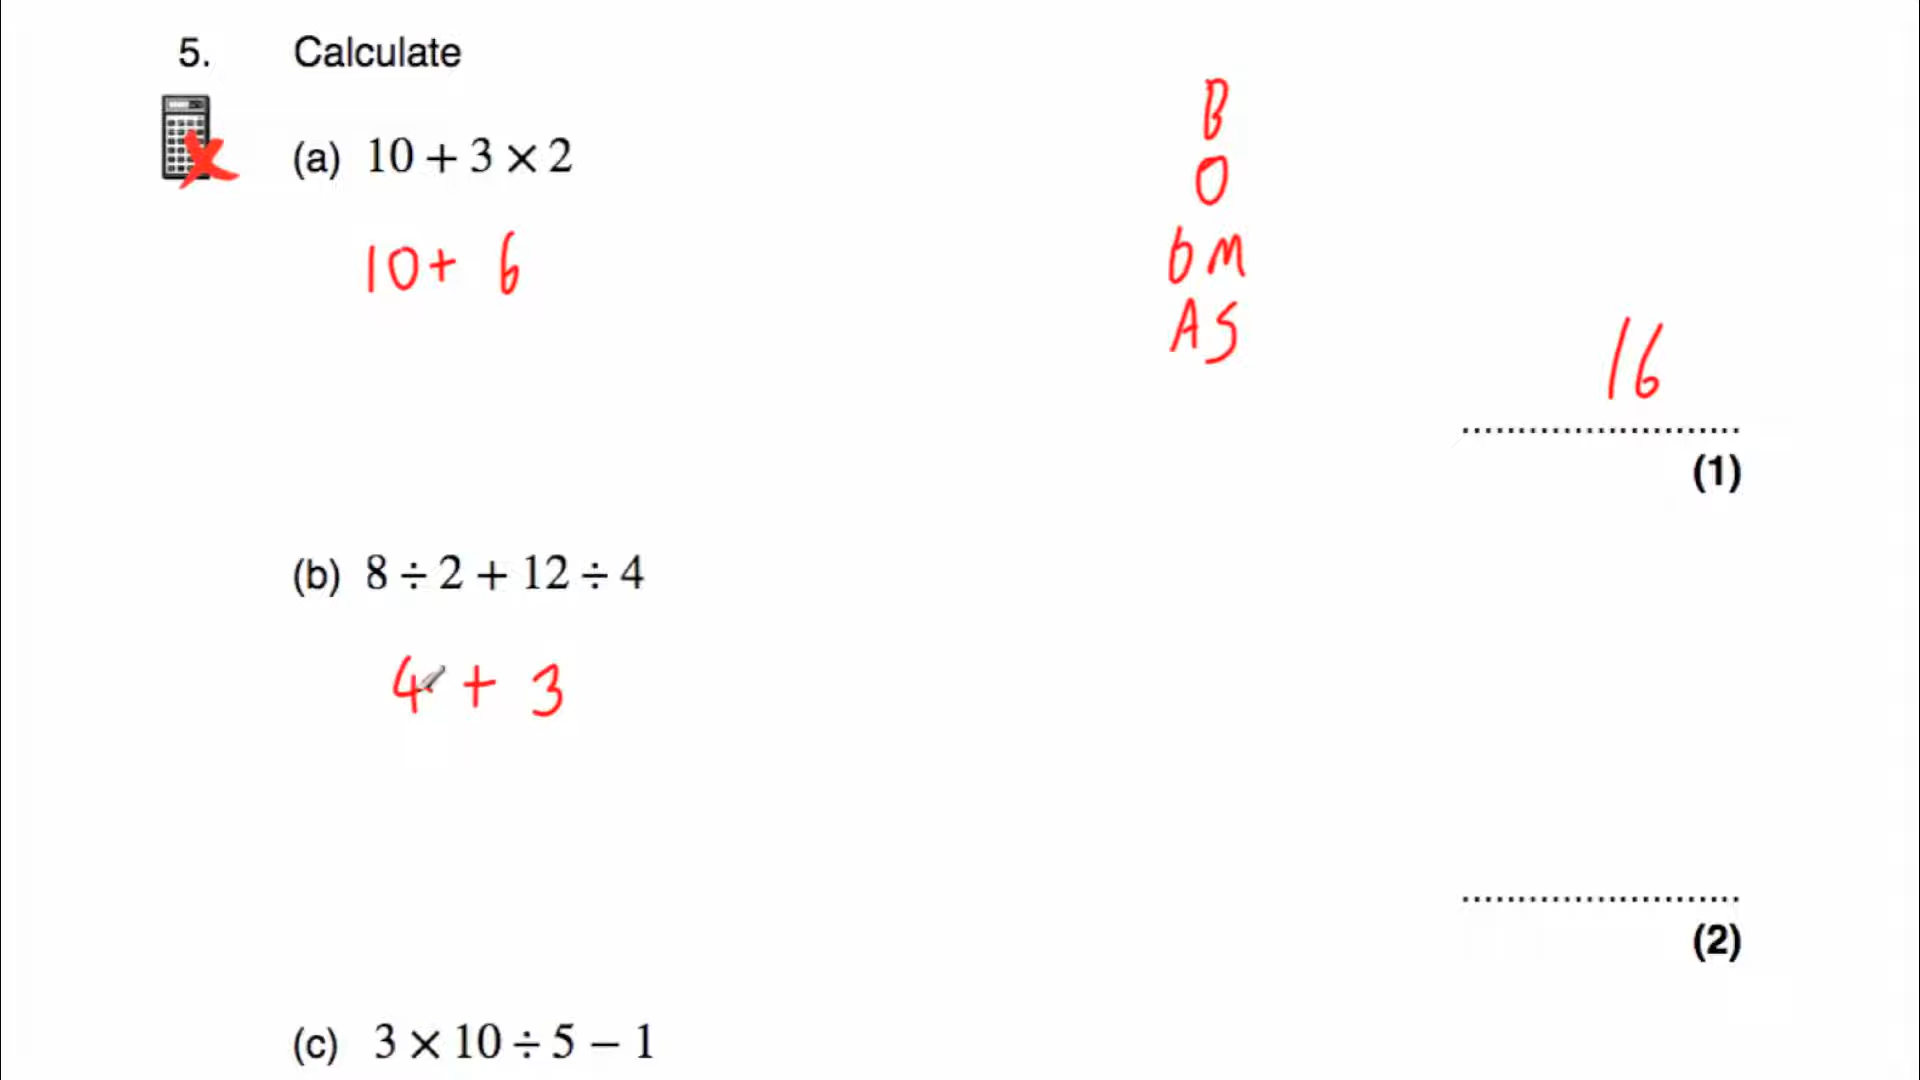 5. Calculate
(a) 10 + 3 × 2
10 + 6
B
O
DM
AS
16
(1)
(b) 8 ÷ 2 + 12 ÷ 4
4 + 3
(2)
(c) 3 × 10 ÷ 5 − 1